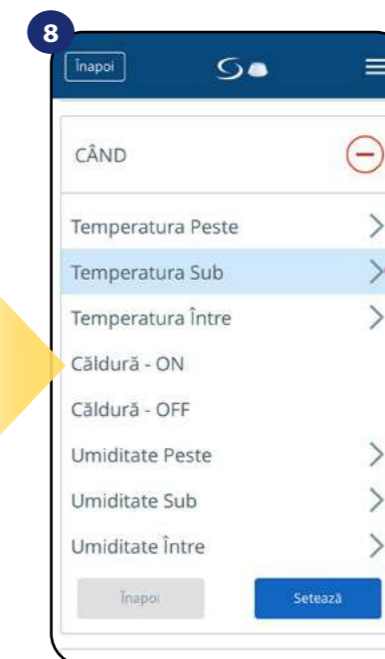 8
Înapoi
CÂND
Temperatura Peste
Temperatura Sub
Temperatura Între
Căldură - ON
Căldură - OFF
Umiditate Peste
Umiditate Sub
Umiditate Între
Înapoi
Setează